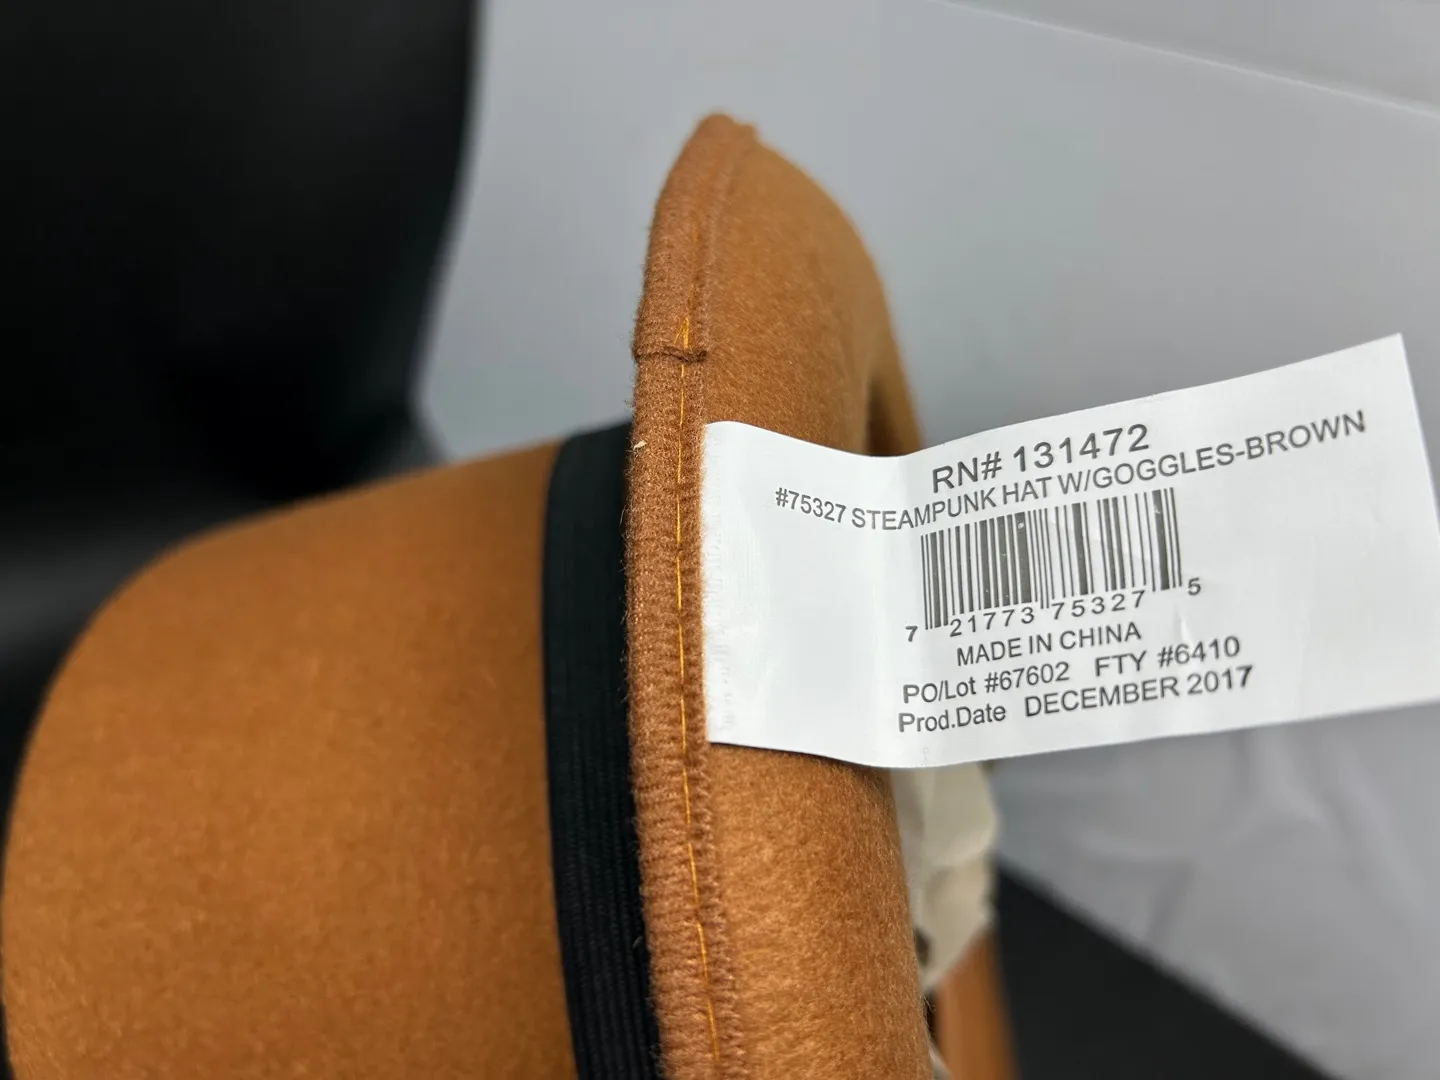 RN# 131472
#75327 STEAMPUNK HAT W/GOGGLES-BROWN
7 21773 75327 5
MADE IN CHINA
PO/Lot #67602 FTY #6410
Prod.Date DECEMBER 2017